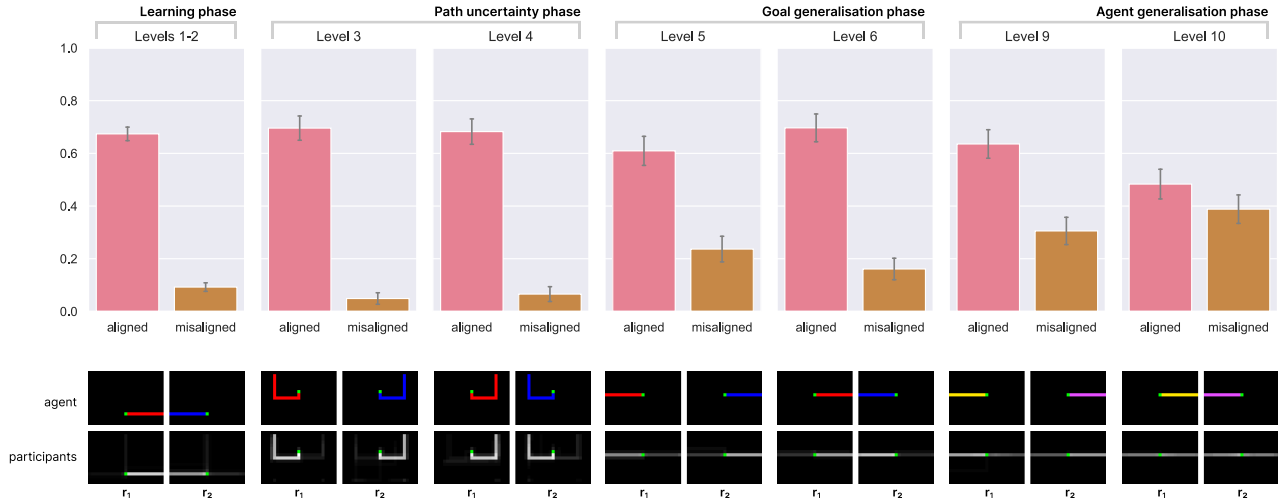 Learning phase Path uncertainty phase Goal generalisation phase Agent generalisation phase
Levels 1-2 Level 3 Level 4 Level 5 Level 6 Level 9 Level 10
1.0
0.8
0.6
0.4
0.2
0.0
aligned misaligned aligned misaligned aligned misaligned aligned misaligned aligned misaligned aligned misaligned aligned misaligned
agent
participants
r₁ r₂ r₁ r₂ r₁ r₂ r₁ r₂ r₁ r₂ r₁ r₂ r₁ r₂